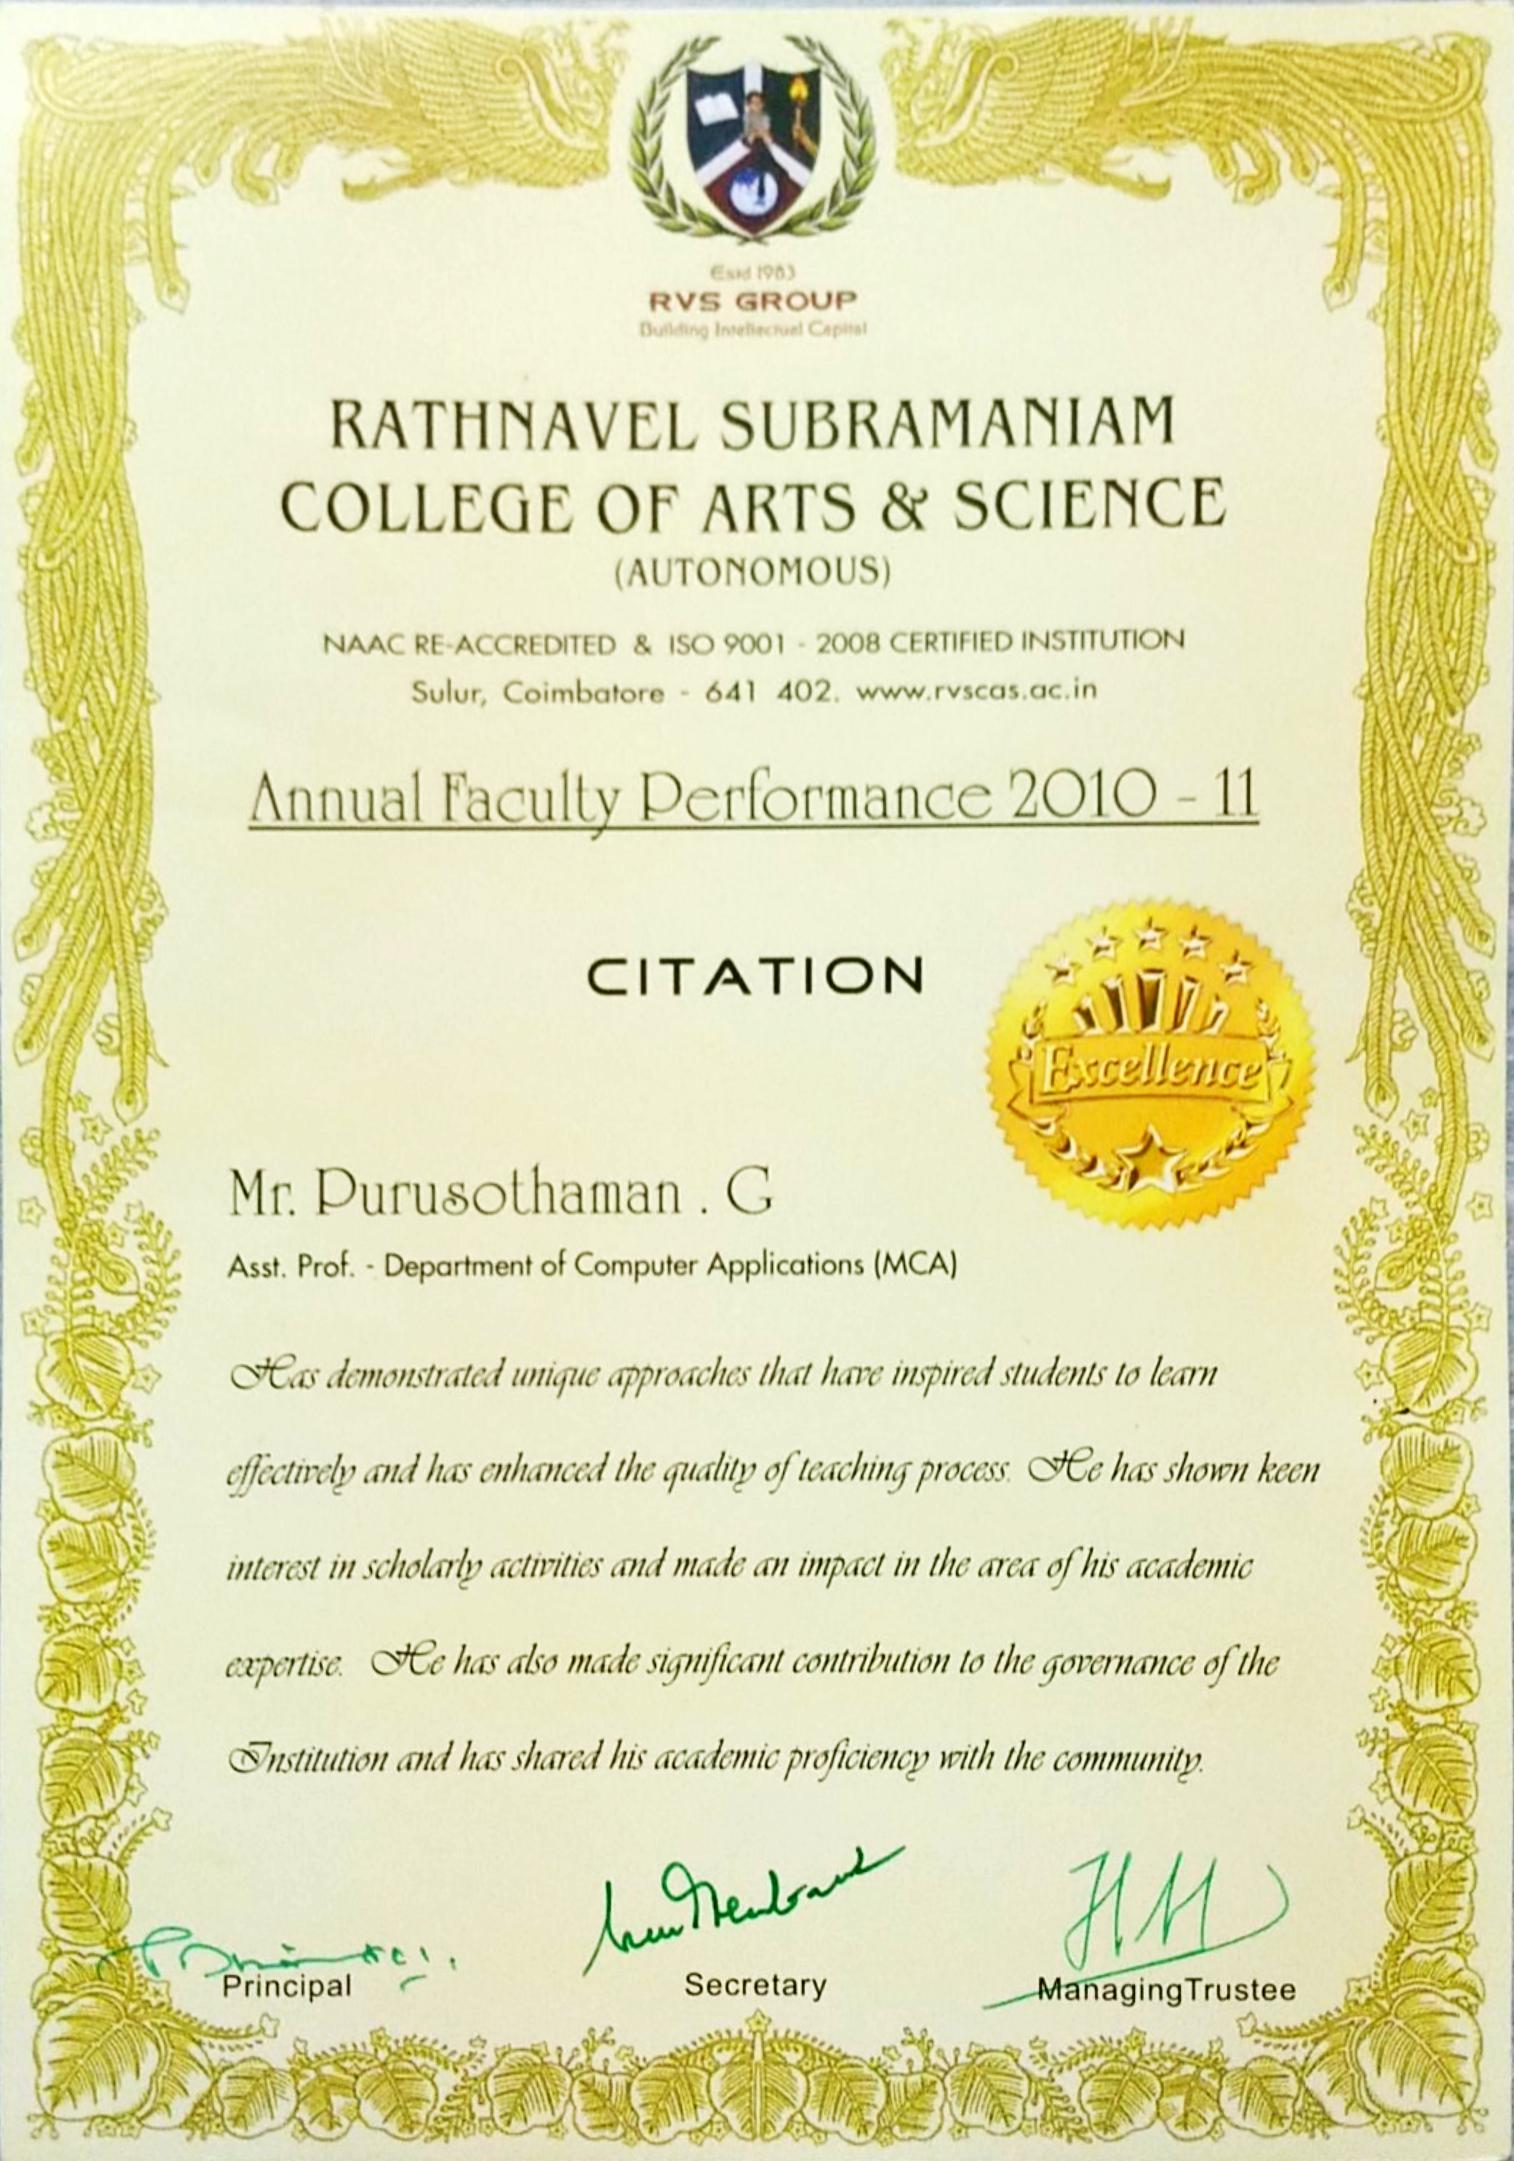 Estd 1983
RVS GROUP
Building Intellectual Capital
RATHNAVEL SUBRAMANIAM
COLLEGE OF ARTS & SCIENCE
(AUTONOMOUS)
NAAC RE-ACCREDITED & ISO 9001 - 2008 CERTIFIED INSTITUTION
Sulur, Coimbatore - 641 402. www.rvscas.ac.in
Annual Faculty Performance 2010 - 11
CITATION
Excellence
Mr. Purusothaman . G
Asst. Prof. - Department of Computer Applications (MCA)
Has demonstrated unique approaches that have inspired students to learn
effectively and has enhanced the quality of teaching process. He has shown keen
interest in scholarly activities and made an impact in the area of his academic
expertise. He has also made significant contribution to the governance of the
Institution and has shared his academic proficiency with the community.
Principal Secretary ManagingTrustee